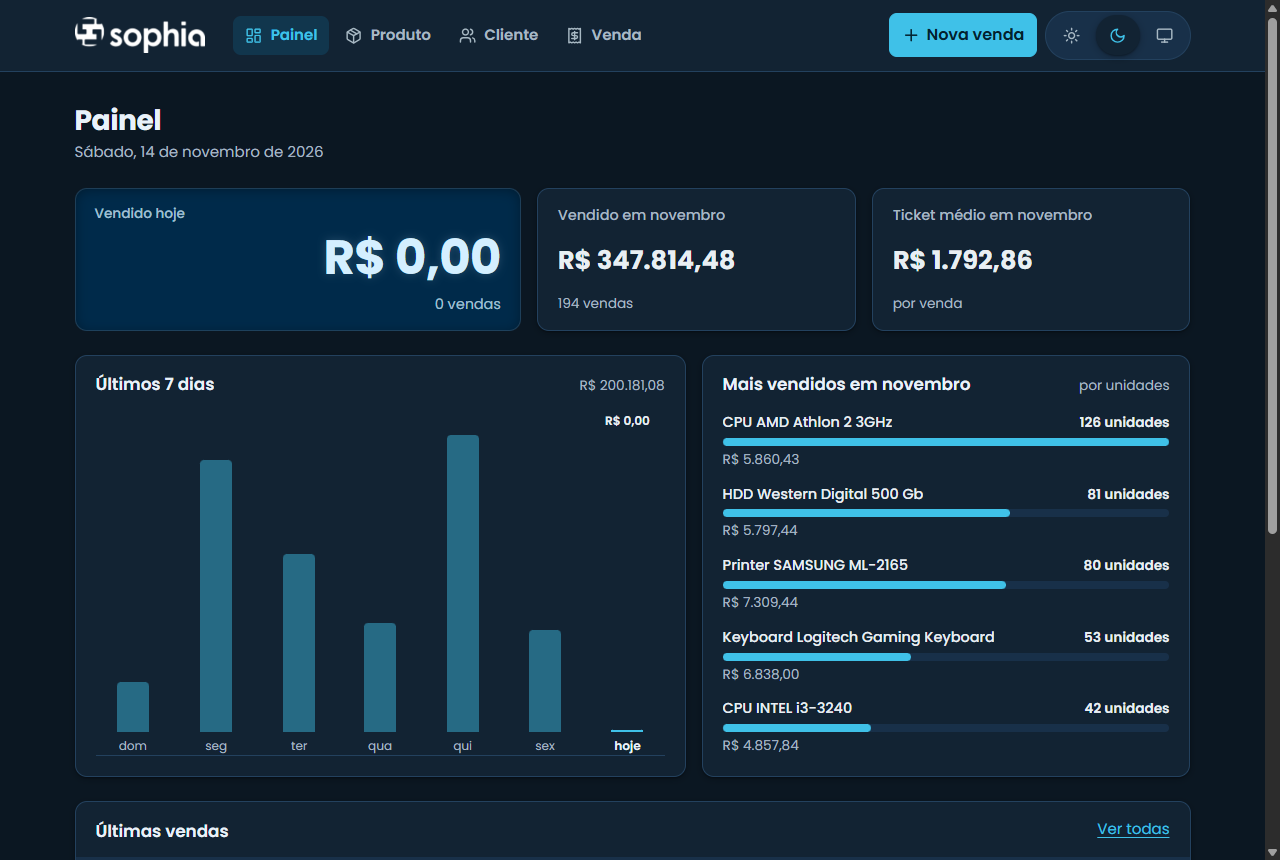 sophia
Painel
Produto
Cliente
Venda
Nova venda
Painel
Sábado, 14 de novembro de 2026
Vendido hoje
R$ 0,00
0 vendas
Vendido em novembro
R$ 347.814,48
194 vendas
Ticket médio em novembro
R$ 1.792,86
por venda
Últimos 7 dias
R$ 200.181,08
R$ 0,00
dom
seg
ter
qua
qui
sex
hoje
Mais vendidos em novembro
por unidades
CPU AMD Athlon 2 3GHz
126 unidades
R$ 5.860,43
HDD Western Digital 500 Gb
81 unidades
R$ 5.797,44
Printer SAMSUNG ML-2165
80 unidades
R$ 7.309,44
Keyboard Logitech Gaming Keyboard
53 unidades
R$ 6.838,00
CPU INTEL i3-3240
42 unidades
R$ 4.857,84
Últimas vendas
Ver todas